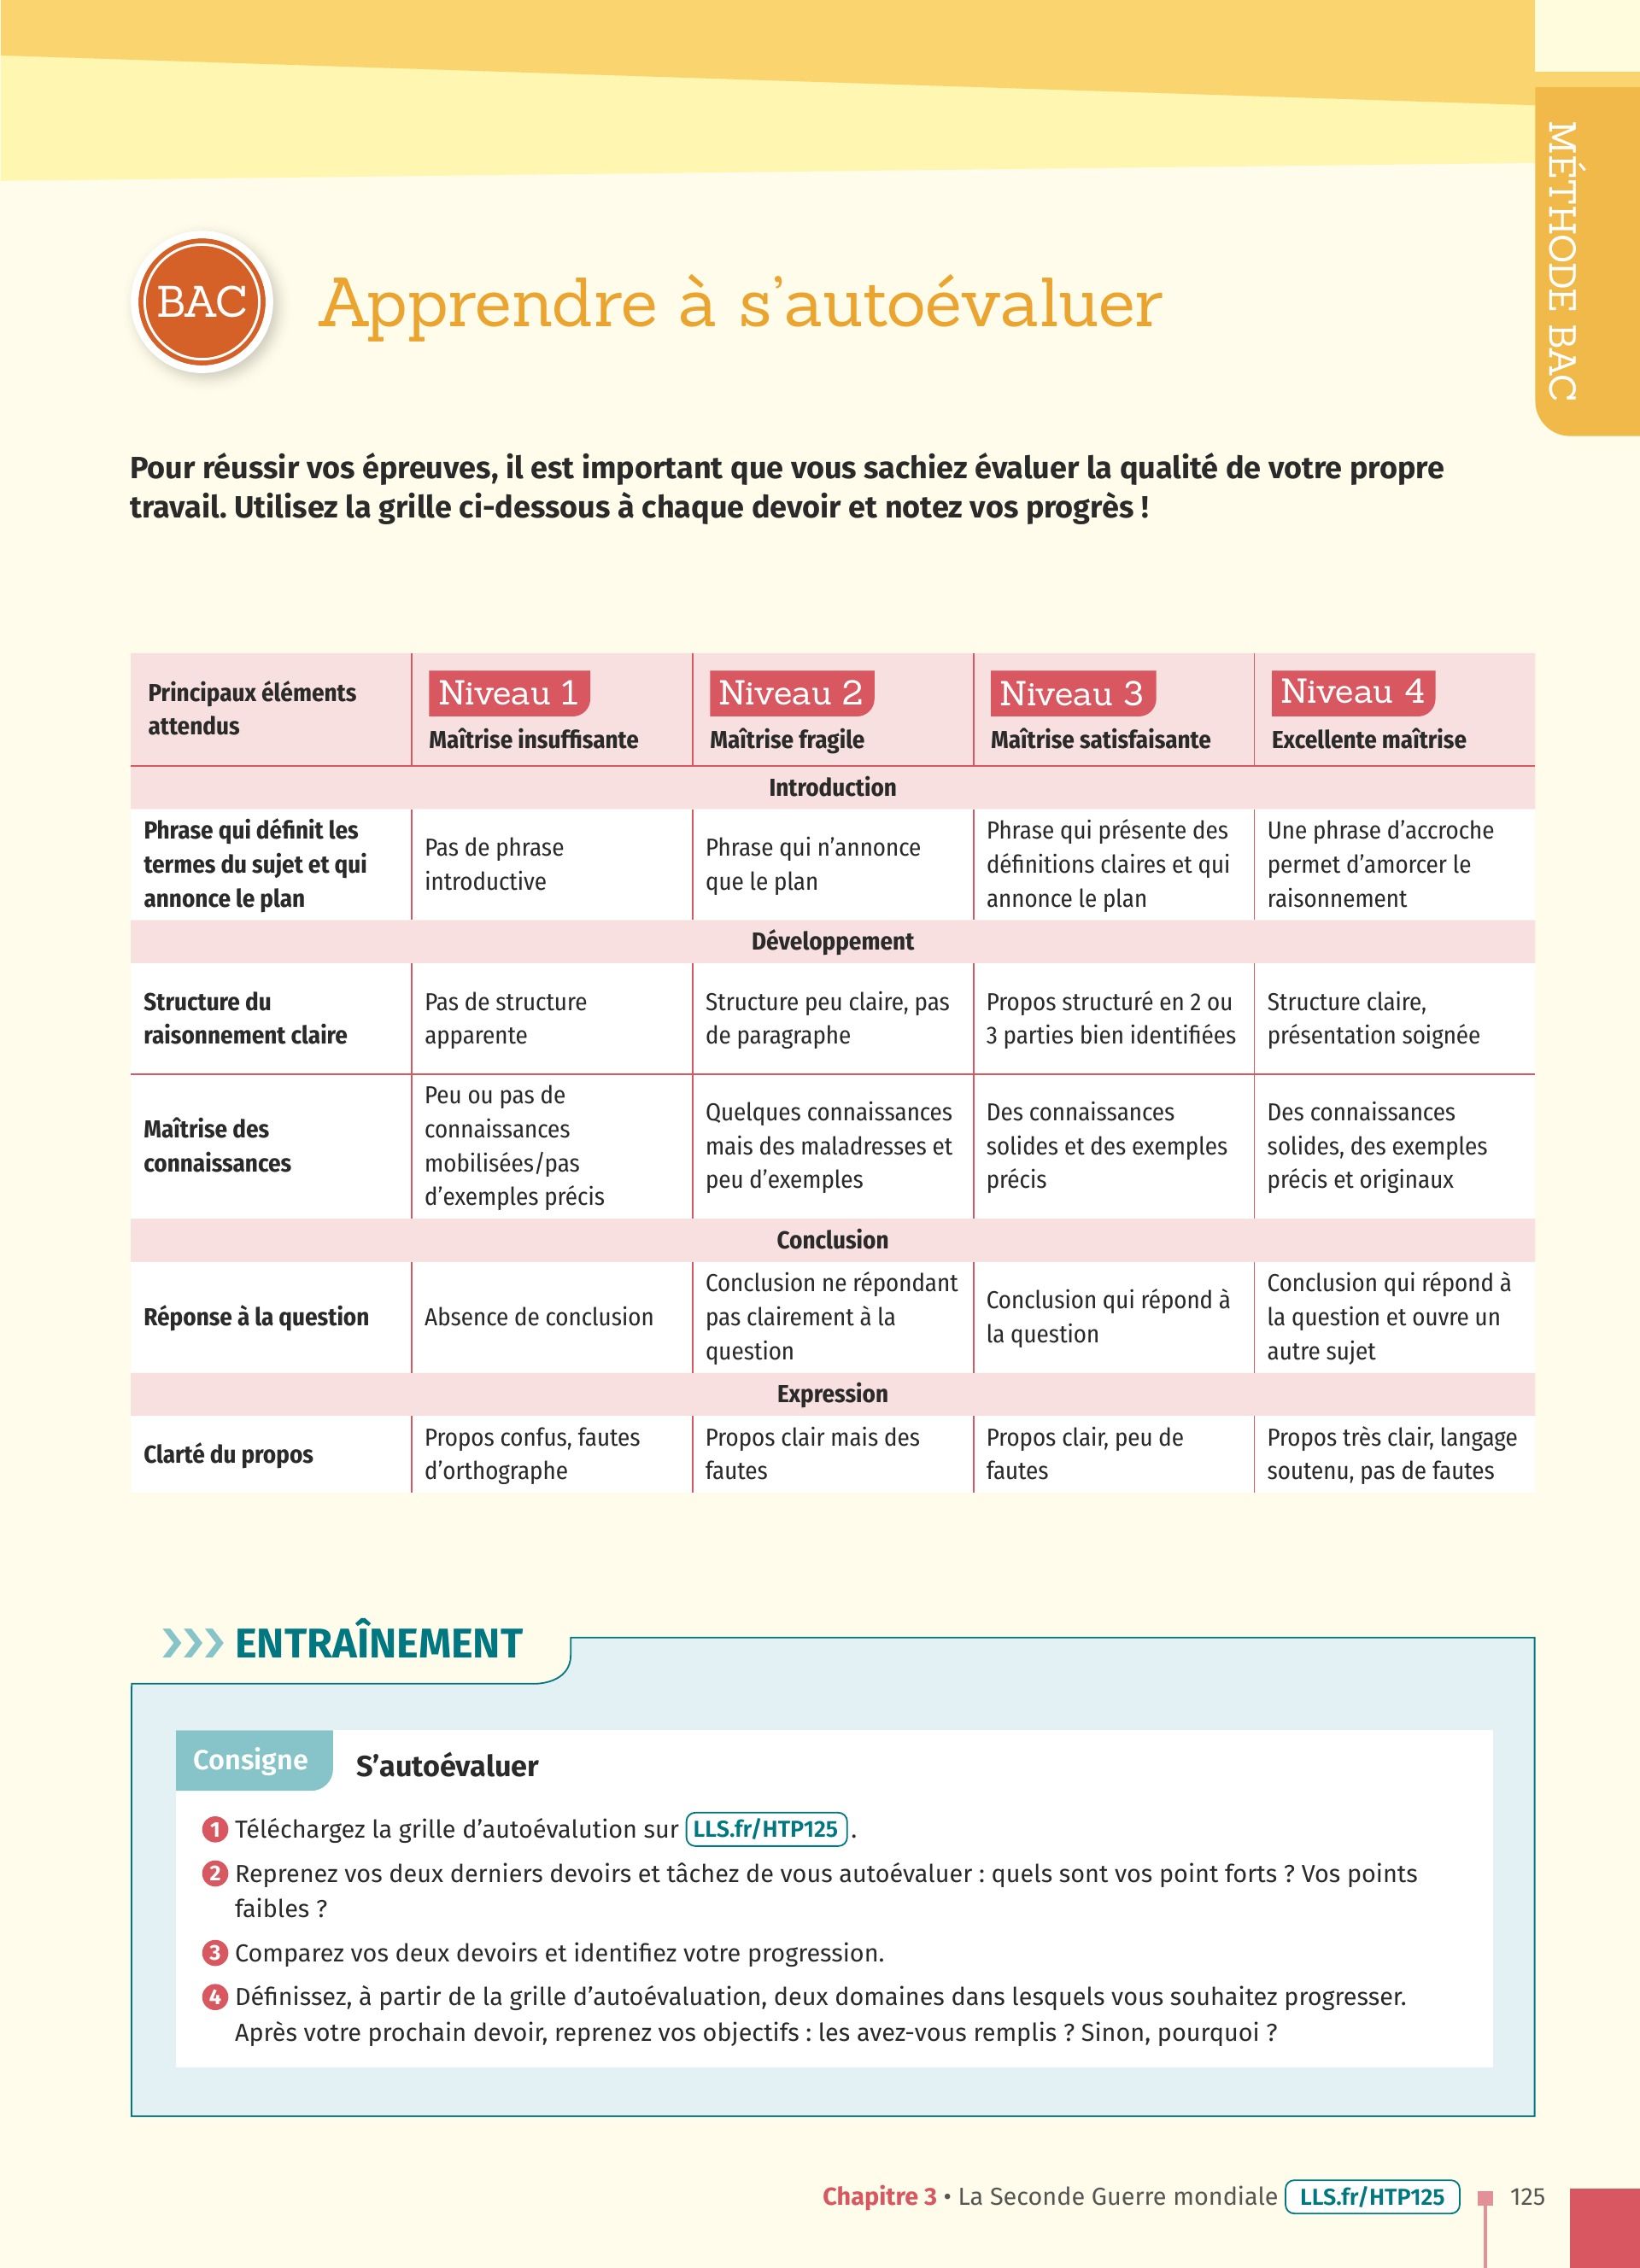 MÉTHODE BAC
BAC
Apprendre à s’autoévaluer
Pour réussir vos épreuves, il est important que vous sachiez évaluer la qualité de votre propre
travail. Utilisez la grille ci-dessous à chaque devoir et notez vos progrès !
Principaux éléments
attendus
Niveau 1
Maîtrise insuffisante
Niveau 2
Maîtrise fragile
Niveau 3
Maîtrise satisfaisante
Niveau 4
Excellente maîtrise
Introduction
Phrase qui définit les
termes du sujet et qui
annonce le plan
Pas de phrase
introductive
Phrase qui n’annonce
que le plan
Phrase qui présente des
définitions claires et qui
annonce le plan
Une phrase d’accroche
permet d’amorcer le
raisonnement
Développement
Structure du
raisonnement claire
Pas de structure
apparente
Structure peu claire, pas
de paragraphe
Propos structuré en 2 ou
3 parties bien identifiées
Structure claire,
présentation soignée
Maîtrise des
connaissances
Peu ou pas de
connaissances
mobilisées/pas
d’exemples précis
Quelques connaissances
mais des maladresses et
peu d’exemples
Des connaissances
solides et des exemples
précis
Des connaissances
solides, des exemples
précis et originaux
Conclusion
Réponse à la question
Absence de conclusion
Conclusion ne répondant
pas clairement à la
question
Conclusion qui répond à
la question
Conclusion qui répond à
la question et ouvre un
autre sujet
Expression
Clarté du propos
Propos confus, fautes
d’orthographe
Propos clair mais des
fautes
Propos clair, peu de
fautes
Propos très clair, langage
soutenu, pas de fautes
ENTRAÎNEMENT
Consigne
S’autoévaluer
1 Téléchargez la grille d’autoévalution sur LLS.fr/HTP125 .
2 Reprenez vos deux derniers devoirs et tâchez de vous autoévaluer : quels sont vos point forts ? Vos points
faibles ?
3 Comparez vos deux devoirs et identifiez votre progression.
4 Définissez, à partir de la grille d’autoévaluation, deux domaines dans lesquels vous souhaitez progresser.
Après votre prochain devoir, reprenez vos objectifs : les avez-vous remplis ? Sinon, pourquoi ?
Chapitre 3 • La Seconde Guerre mondiale LLS.fr/HTP125 125